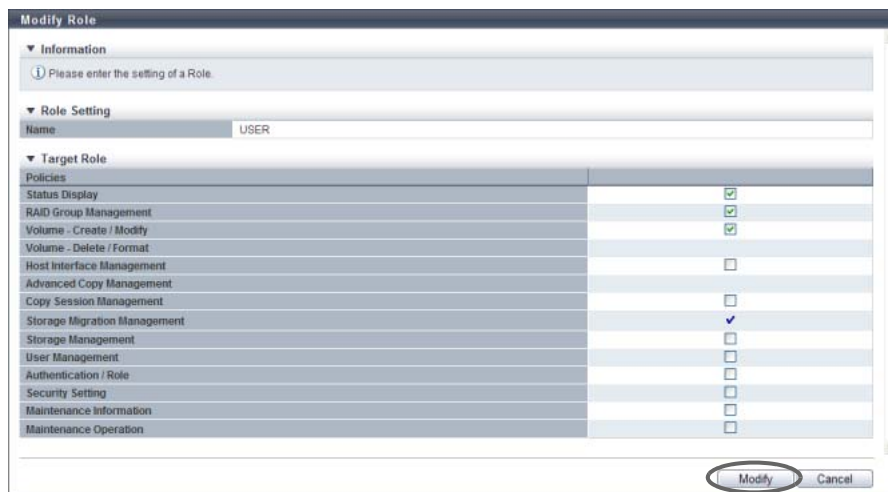 Modify Role
Information
Please enter the setting of a Role.
Role Setting
Name USER
Target Role
Policies
Status Display
RAID Group Management
Volume - Create / Modify
Volume - Delete / Format
Host Interface Management
Advanced Copy Management
Copy Session Management
Storage Migration Management
Storage Management
User Management
Authentication / Role
Security Setting
Maintenance Information
Maintenance Operation
Modify Cancel